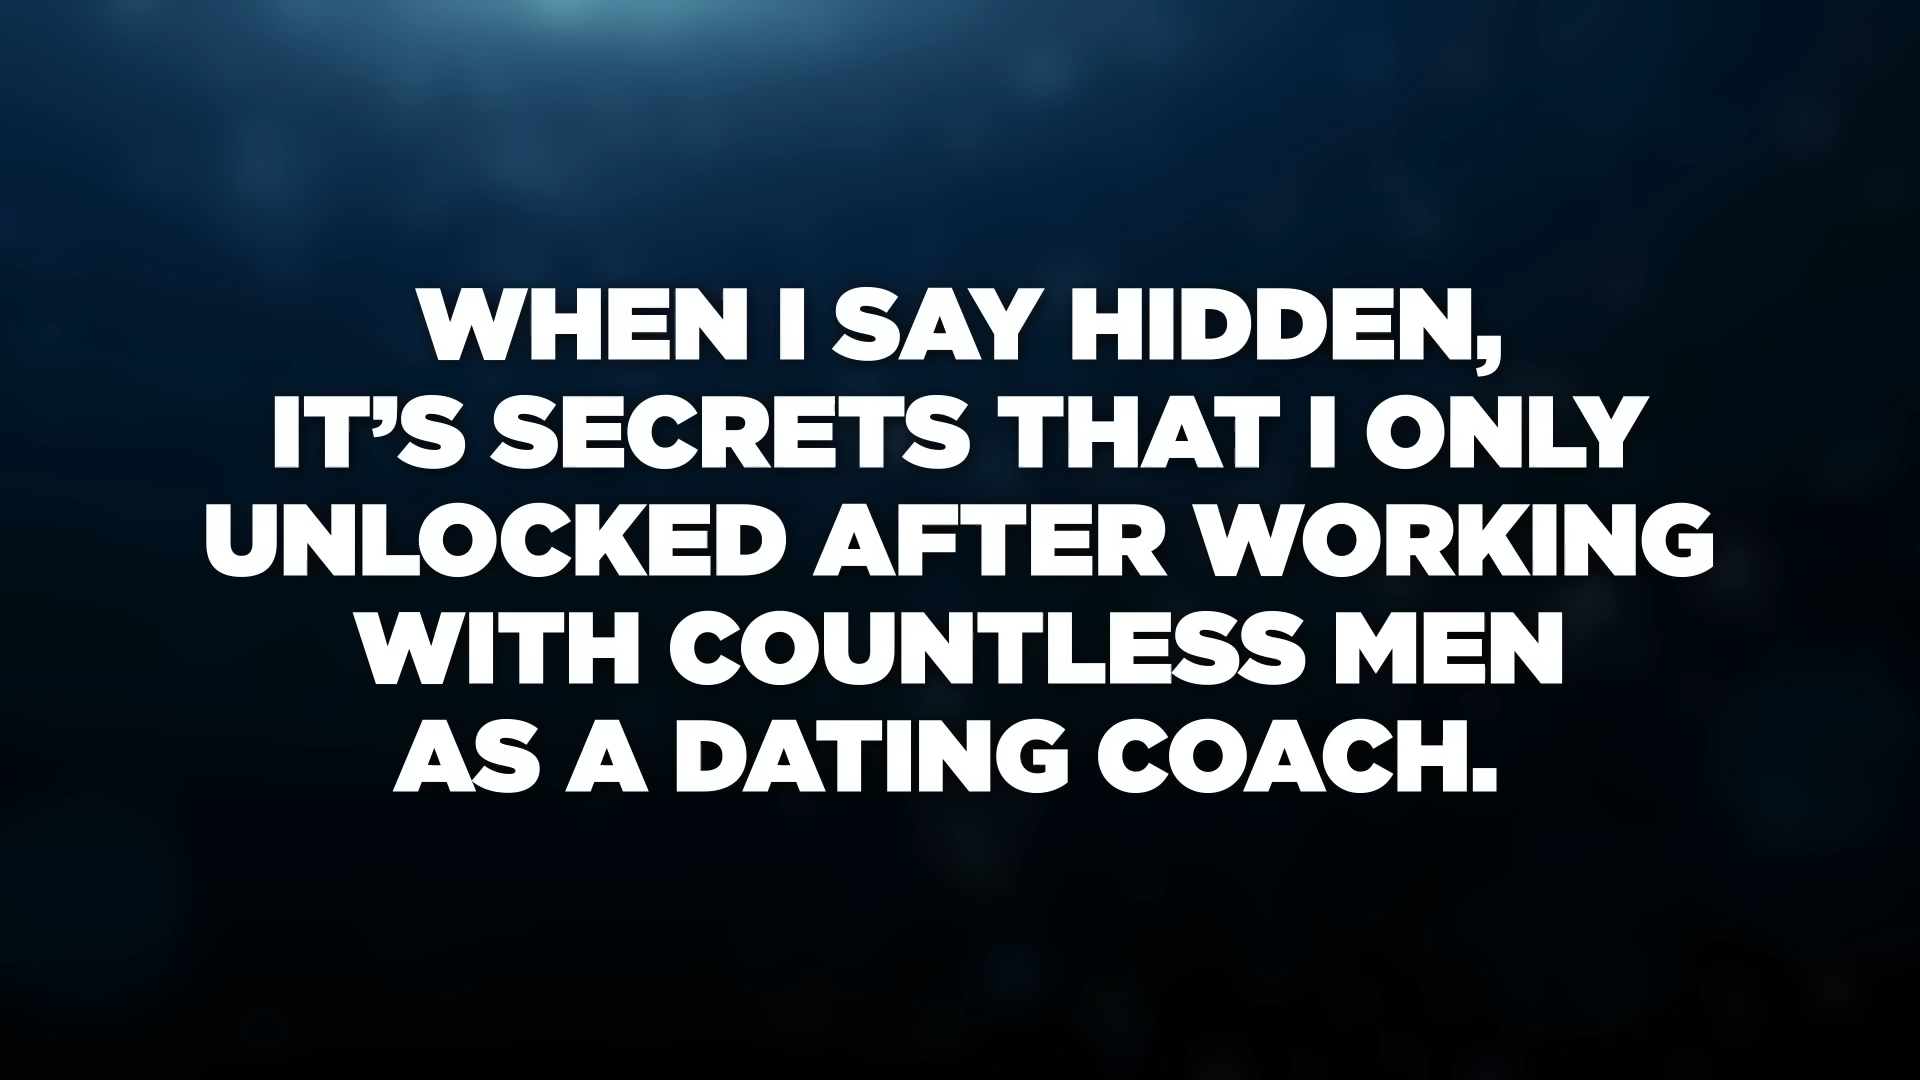 WHEN I SAY HIDDEN,
IT’S SECRETS THAT I ONLY
UNLOCKED AFTER WORKING
WITH COUNTLESS MEN
AS A DATING COACH.